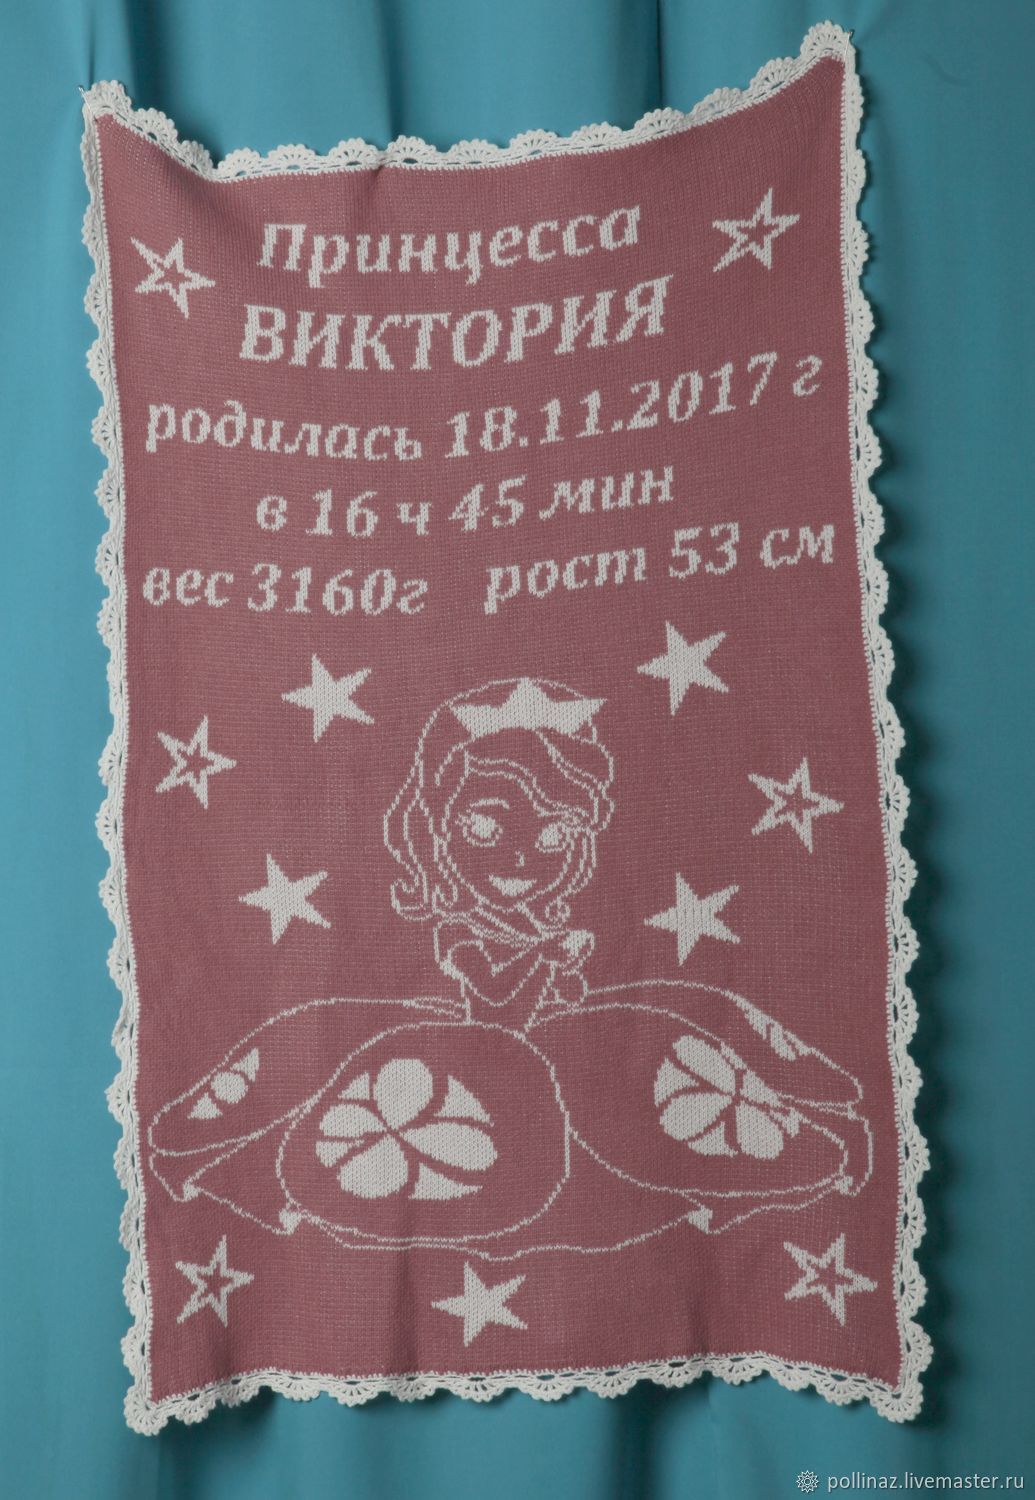 Принцесса
ВИКТОРИЯ
родилась 18.11.2017 г
в 16 ч 45 мин
вес 3160г рост 53 см
pollinaz.livemaster.ru